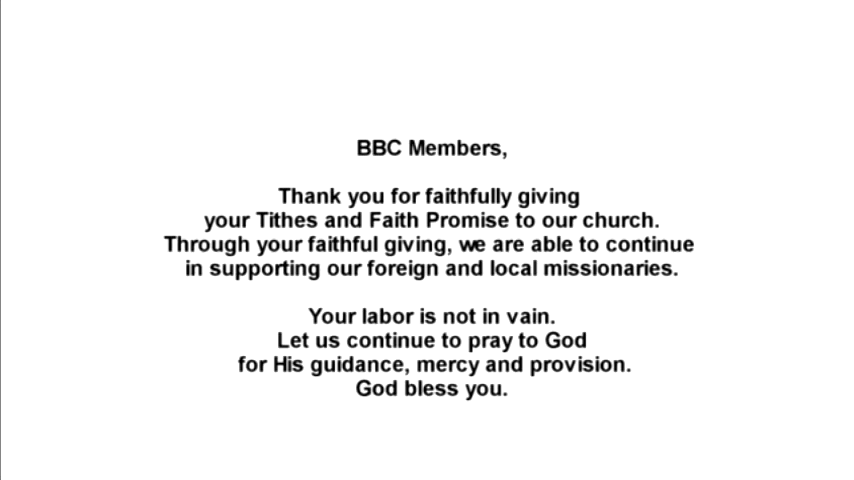 BBC Members,
Thank you for faithfully giving
your Tithes and Faith Promise to our church.
Through your faithful giving, we are able to continue
in supporting our foreign and local missionaries.
Your labor is not in vain.
Let us continue to pray to God
for His guidance, mercy and provision.
God bless you.